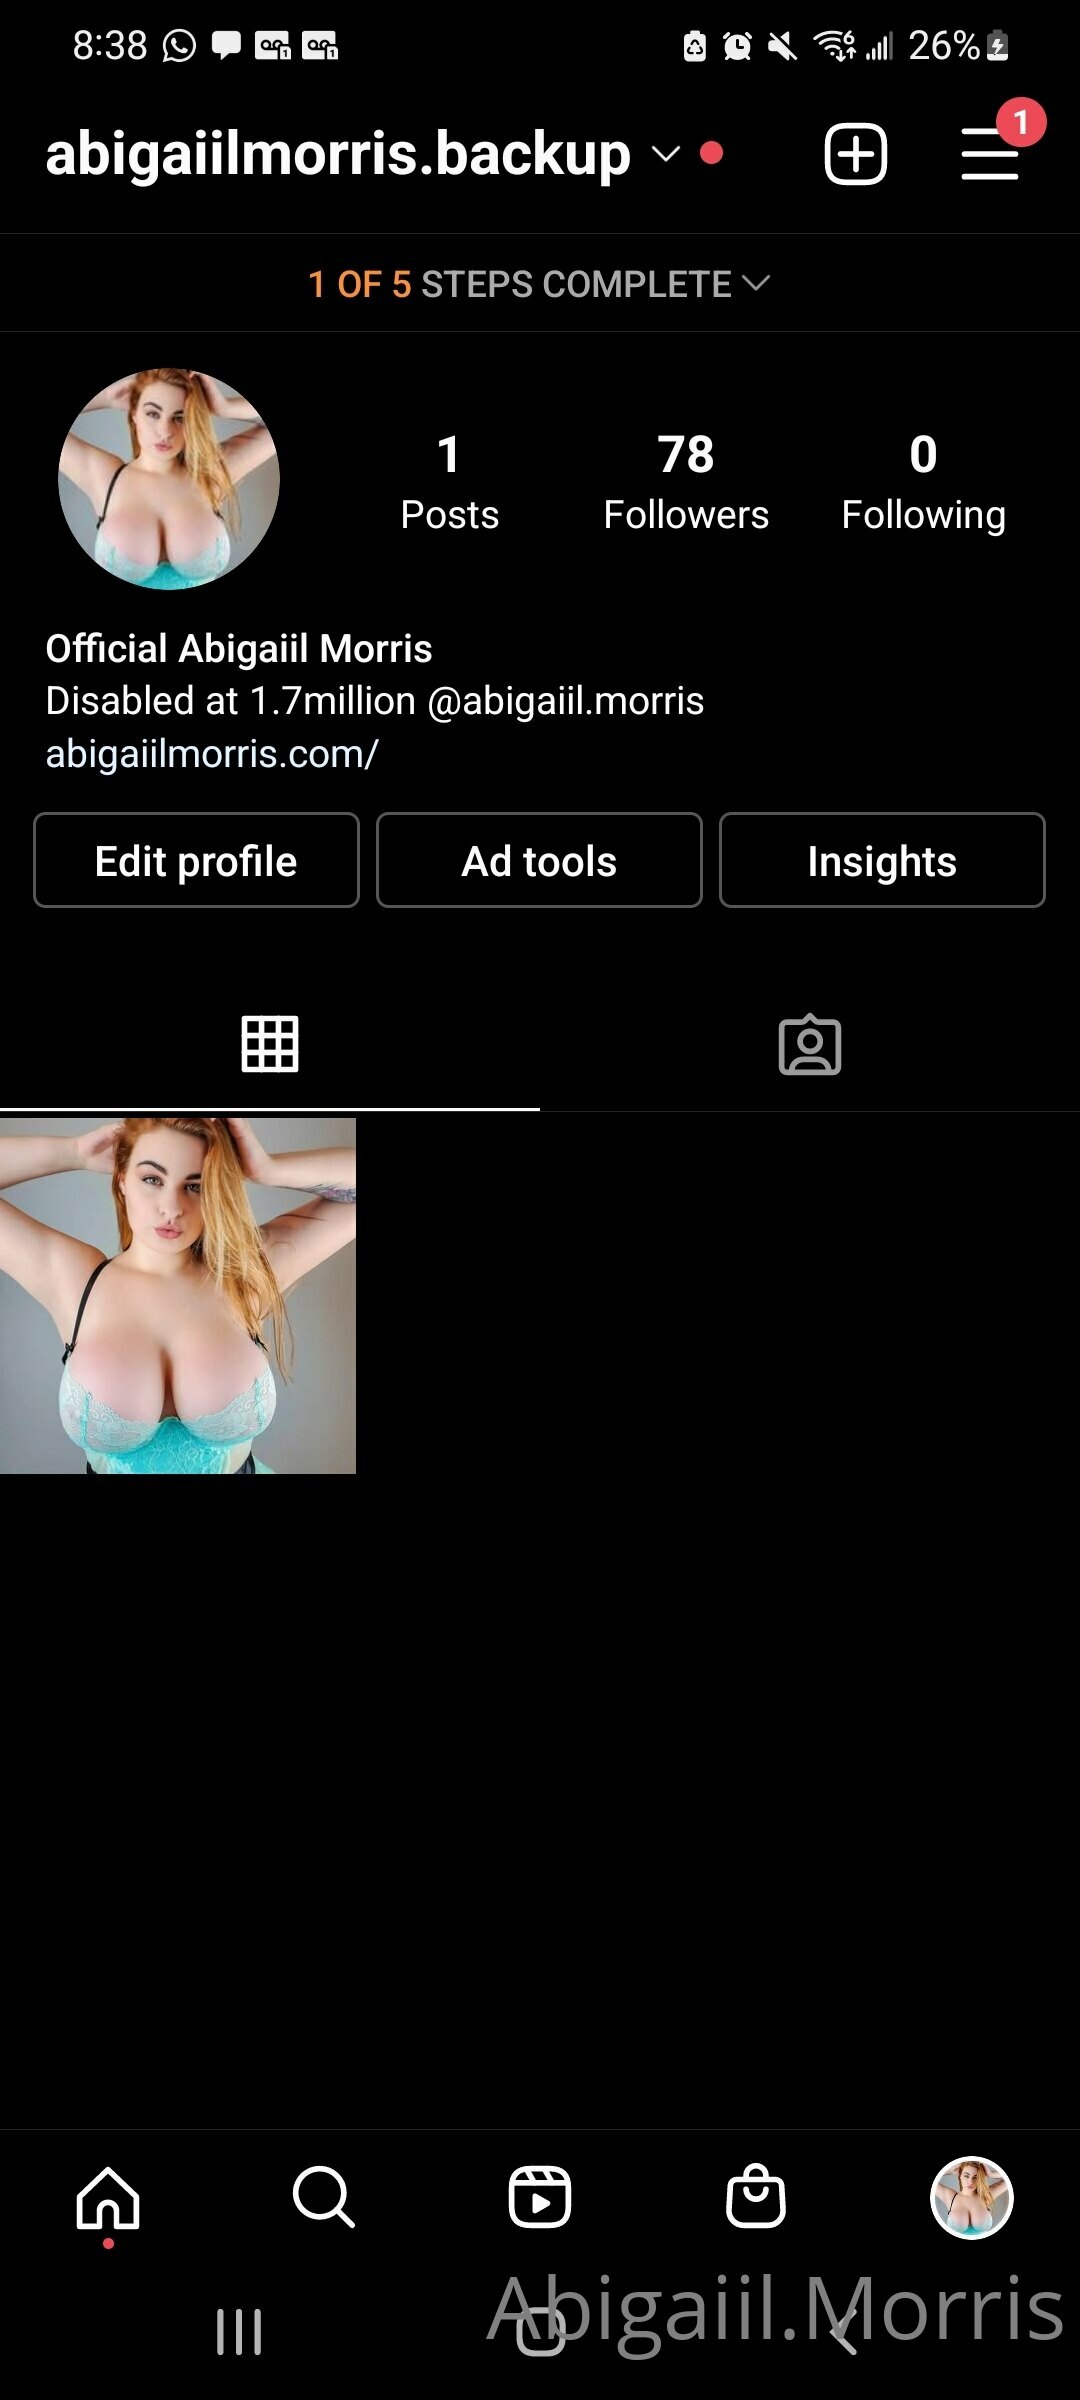 8:38
26%
abigaiilmorris.backup
1
1 OF 5 STEPS COMPLETE
1
Posts
78
Followers
0
Following
Official Abigaiil Morris
Disabled at 1.7million @abigaiil.morris
abigaiilmorris.com/
Edit profile
Ad tools
Insights
Abigaiil.Morris